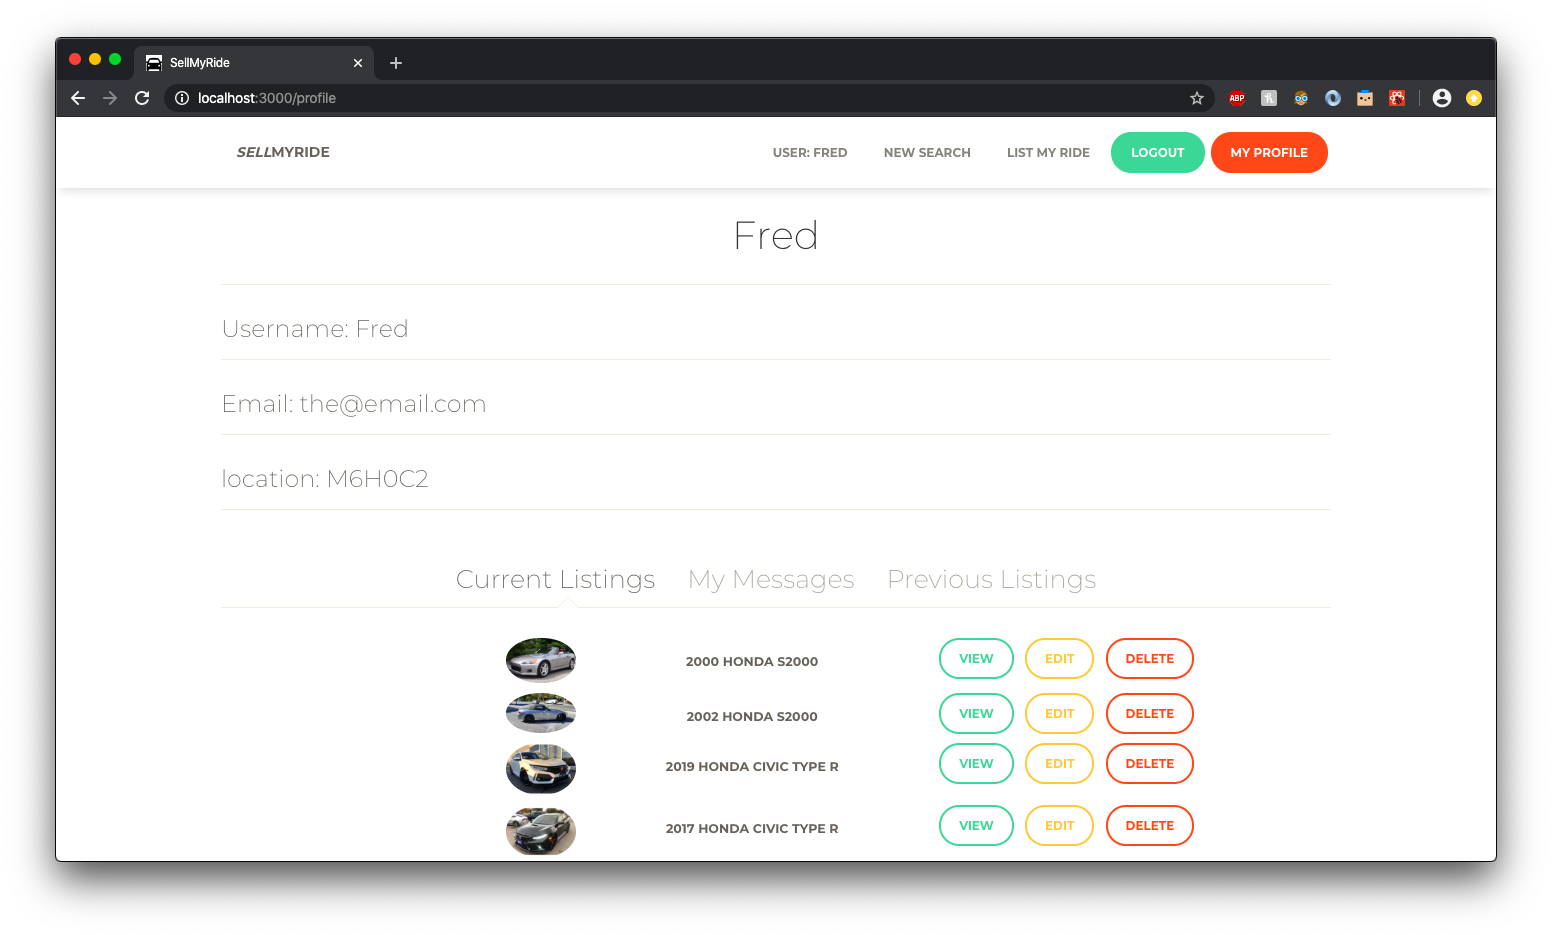 SellMyRide
localhost:3000/profile
ABP
SELLMYRIDE
USER: FRED
NEW SEARCH
LIST MY RIDE
LOGOUT
MY PROFILE
Fred
Username: Fred
Email: the@email.com
location: M6H0C2
Current Listings
My Messages
Previous Listings
2000 HONDA S2000
VIEW
EDIT
DELETE
2002 HONDA S2000
VIEW
EDIT
DELETE
2019 HONDA CIVIC TYPE R
VIEW
EDIT
DELETE
2017 HONDA CIVIC TYPE R
VIEW
EDIT
DELETE